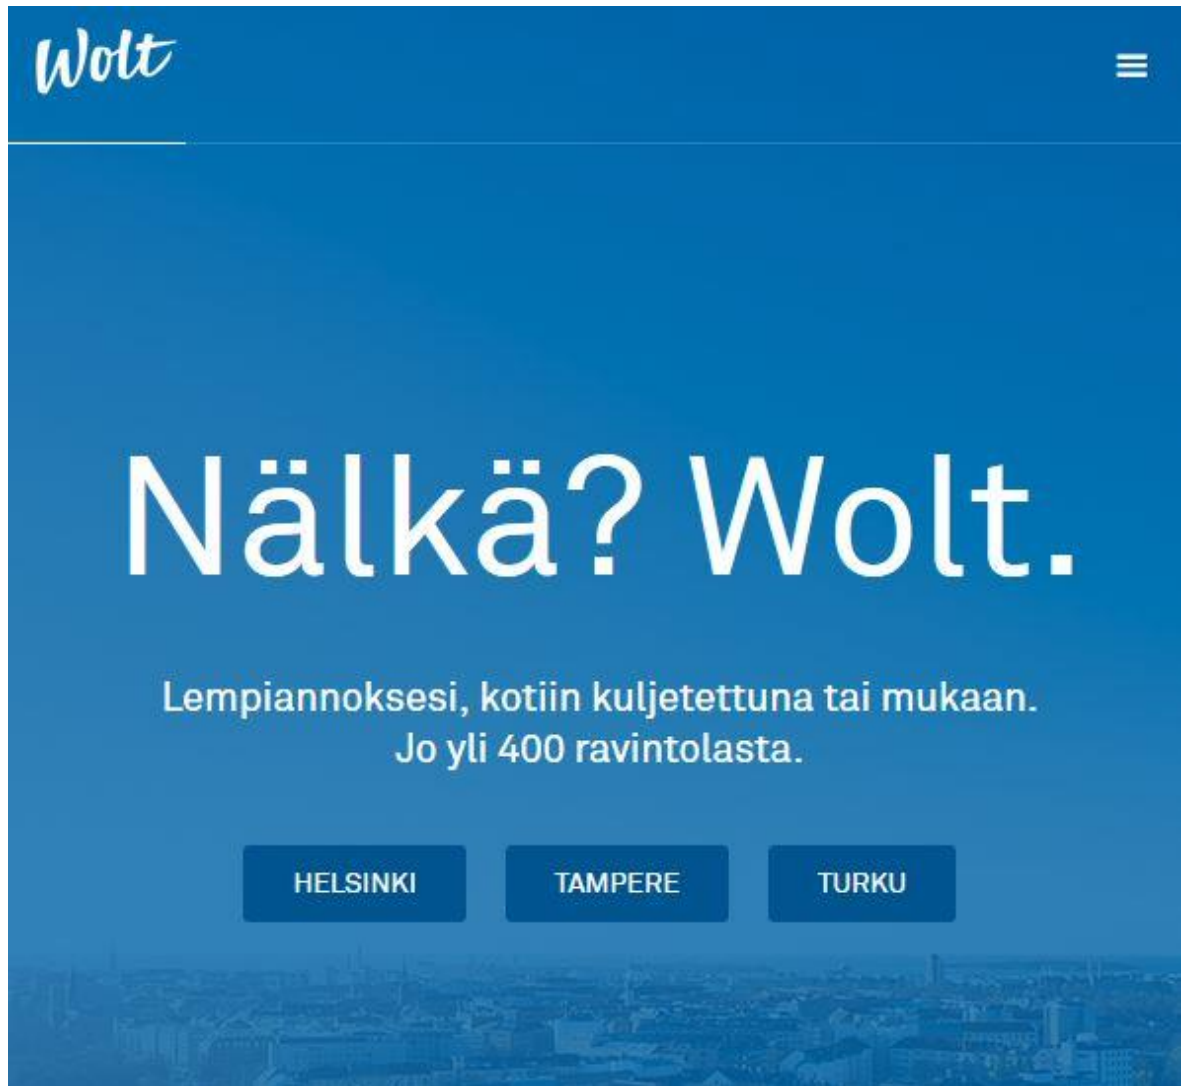 Wolt
Nälkä? Wolt.
Lempiannoksesi, kotiin kuljetettuna tai mukaan.
Jo yli 400 ravintolasta.
HELSINKI
TAMPERE
TURKU